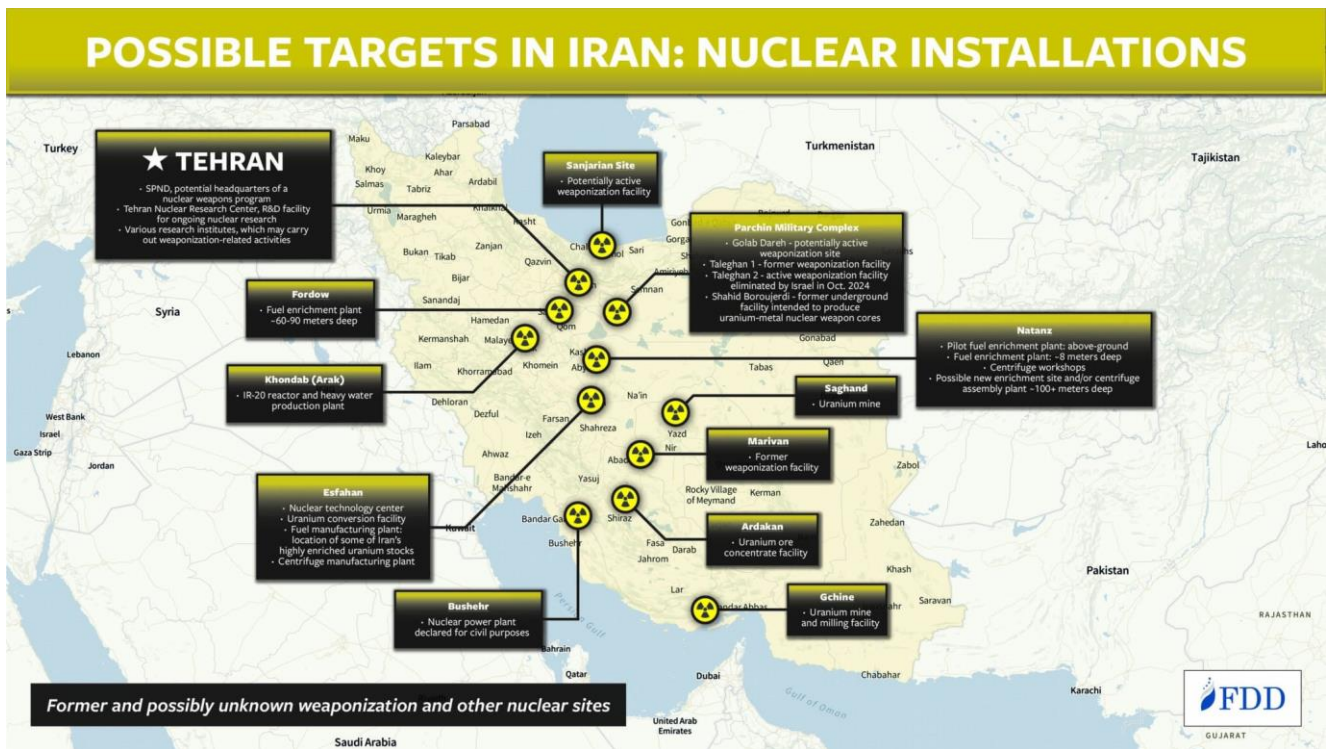 POSSIBLE TARGETS IN IRAN: NUCLEAR INSTALLATIONS
★ TEHRAN
· SPND, potential headquarters of a
nuclear weapons program
· Tehran Nuclear Research Center, R&D facility
for ongoing nuclear research
· Various research institutes, which may carry
out weaponization-related activities
Sanjarian Site
· Potentially active
weaponization facility
Parchin Military Complex
· Golab Dareh - potentially active
weaponization site
· Taleghan 1 - former weaponization facility
· Taleghan 2 - active weaponization facility
eliminated by Israel in Oct. 2024
· Shahid Boroujerdi - former underground
facility intended to produce
uranium-metal nuclear weapon cores
Fordow
· Fuel enrichment plant
~60-90 meters deep
Natanz
· Pilot fuel enrichment plant: above-ground
· Fuel enrichment plant: ~8 meters deep
· Centrifuge workshops
· Possible new enrichment site and/or centrifuge
assembly plant ~100+ meters deep
Khondab (Arak)
· IR-20 reactor and heavy water
production plant
Saghand
· Uranium mine
Marivan
· Former
weaponization facility
Esfahan
· Nuclear technology center
· Uranium conversion facility
· Fuel manufacturing plant:
location of some of Iran's
highly enriched uranium stocks
· Centrifuge manufacturing plant
Ardakan
· Uranium ore
concentrate facility
Bushehr
· Nuclear power plant
declared for civil purposes
Gchine
· Uranium mine
and milling facility
Former and possibly unknown weaponization and other nuclear sites
FDD
Turkey
Turkmenistan
Tajikistan
Syria
Lebanon
West Bank
Israel
Gaza Strip
Jordan
Kuwait
Saudi Arabia
Bahrain
Qatar
Dubai
United Arab
Emirates
Persian Gulf
Gulf of Oman
Pakistan
Karachi
RAJASTHAN
GUJARAT
Parsabad
Maku
Kaleybar
Khoy
Ahar
Salmas
Tabriz
Ardabil
Urmia
Maragheh
Khalkhal
Bukan
Tikab
Zanjan
Qazvin
Bijar
Sari
Semnan
Sanandaj
Hamedan
Qom
Kermanshah
Ilam
Khorramabad
Khomein
Dehloran
Dezful
Farsan
Izeh
Shahreza
Na'in
Tabas
Gonabad
Qaen
Yazd
Nir
Ahwaz
Bandar-e
Mahshahr
Yasuj
Rocky Village
of Meymand
Kerman
Zabol
Shiraz
Bushehr
Fasa
Jahrom
Darab
Zahedan
Khash
Saravan
Lar
Chabahar